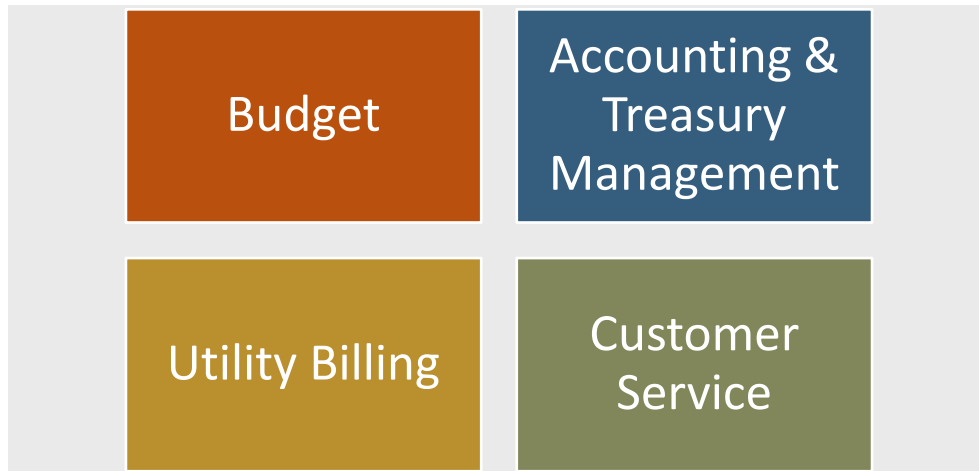 Budget
Accounting &
Treasury
Management
Utility Billing
Customer
Service